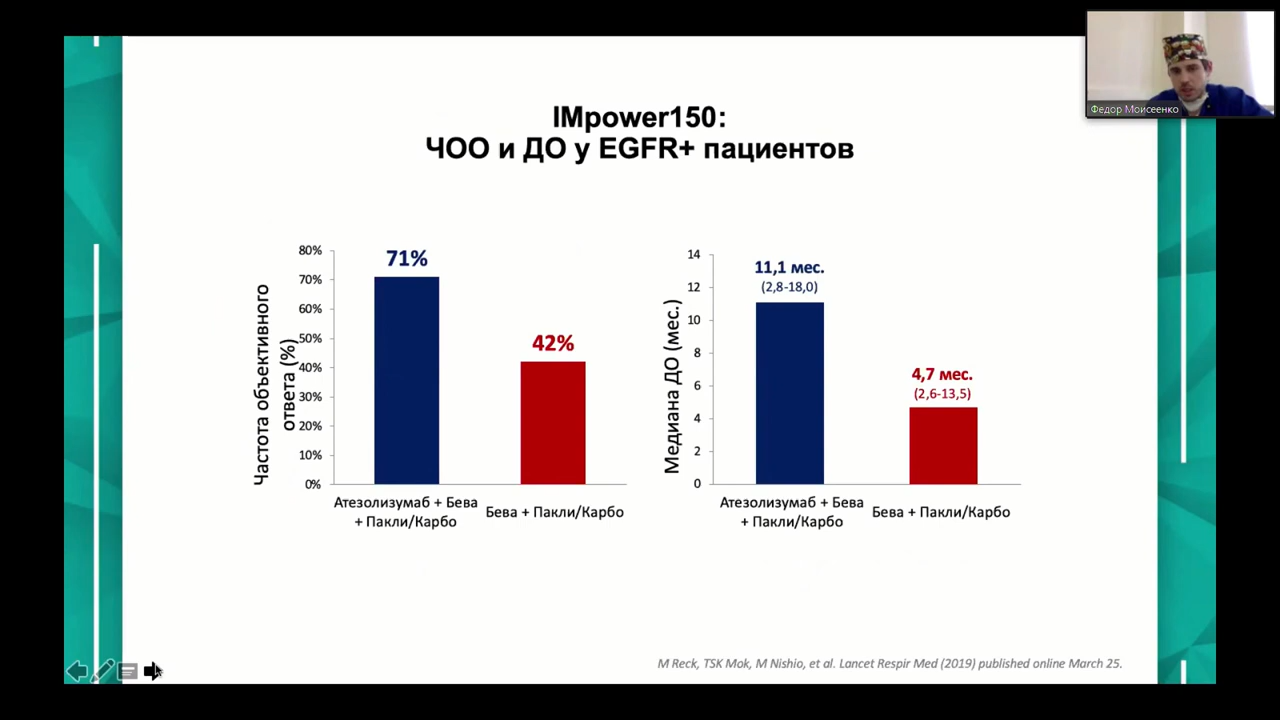 Федор Моисеенко
IMpower150:
ЧОО и ДО у EGFR+ пациентов
Частота объективного
ответа (%)
80%
70%
60%
50%
40%
30%
20%
10%
0%
71%
42%
Атезолизумаб + Бева
+ Пакли/Карбо
Бева + Пакли/Карбо
Медиана ДО (мес.)
14
12
10
8
6
4
2
0
11,1 мес.
(2,8-18,0)
4,7 мес.
(2,6-13,5)
Атезолизумаб + Бева
+ Пакли/Карбо
Бева + Пакли/Карбо
M Reck, TSK Mok, M Nishio, et al. Lancet Respir Med (2019) published online March 25.